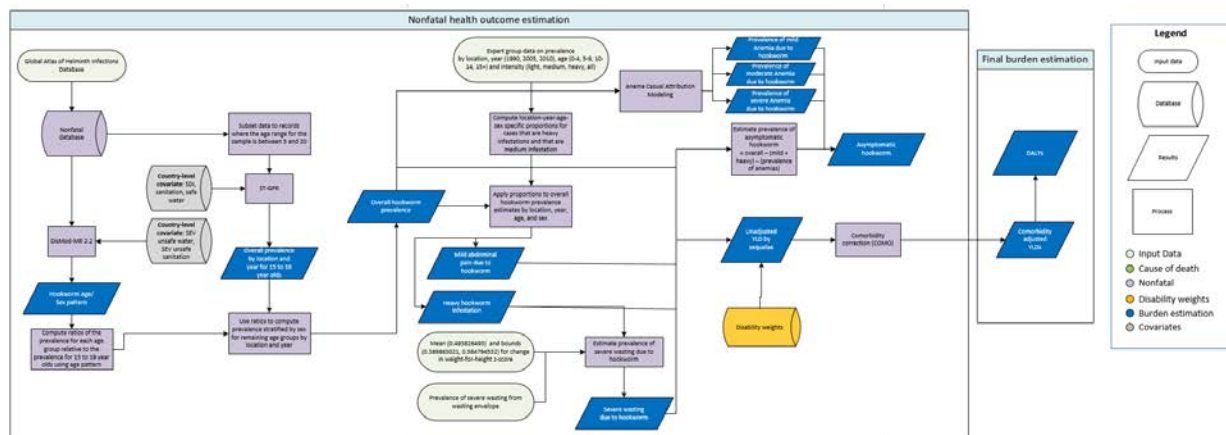 Nonfatal health outcome estimation
Global Atlas of Helminth Infections
Database
Nonfatal
database
Subset data to records
where the age range for the
sample is between 5 and 20
Country-level
covariate: SDI,
sanitation, safe
water
ST-GPR
Country-level
covariate: SEV
unsafe water,
SEV unsafe
sanitation
DisMod-MR 2.2
Overall prevalence
by location and
year for 15 to 19
year olds
Hookworm Age/
Sex pattern
Compute ratios of the
prevalence for each age
group relative to the
prevalence for 15 to 19 year
olds using age pattern
Use ratios to compute
prevalence stratified by sex
for remaining age groups by
location and year
Expert group data on prevalence
by location, year (1990, 2005, 2010), age (0-4, 5-9, 10-
14, 15+) and intensity (light, medium, heavy, all)
Compute location-year-age-
sex specific proportions for
cases that are heavy
infestations and that are
medium infestation
Overall hookworm
prevalence
Apply proportions to overall
hookworm prevalence
estimates by location, year,
age, and sex
Mild abdominal
pain due to
hookworm
Heavy hookworm
infestation
and bounds
for change
in weight-for-height z-score
Prevalence of severe wasting from
wasting envelope
Estimate prevalence of
severe wasting due to
hookworm
Severe wasting
due to hookworm
Anemia Casual Attribution
Modeling
Prevalence of mild
Anemia due to
hookworm
Prevalence of
moderate Anemia
due to hookworm
Prevalence of
severe Anemia
due to hookworm
Estimate prevalence of
asymptomatic
hookworm
= overall – (mild +
heavy) – (prevalence of
anemias)
Asymptomatic
hookworm
Unadjusted
YLD by
sequelae
Comorbidity
correction (COMO)
Disability weights
Final burden estimation
DALYs
Comorbidity
adjusted YLDs
Legend
Input data
Database
Results
Process
Input Data
Cause of death
Nonfatal
Disability weights
Burden estimation
Covariates